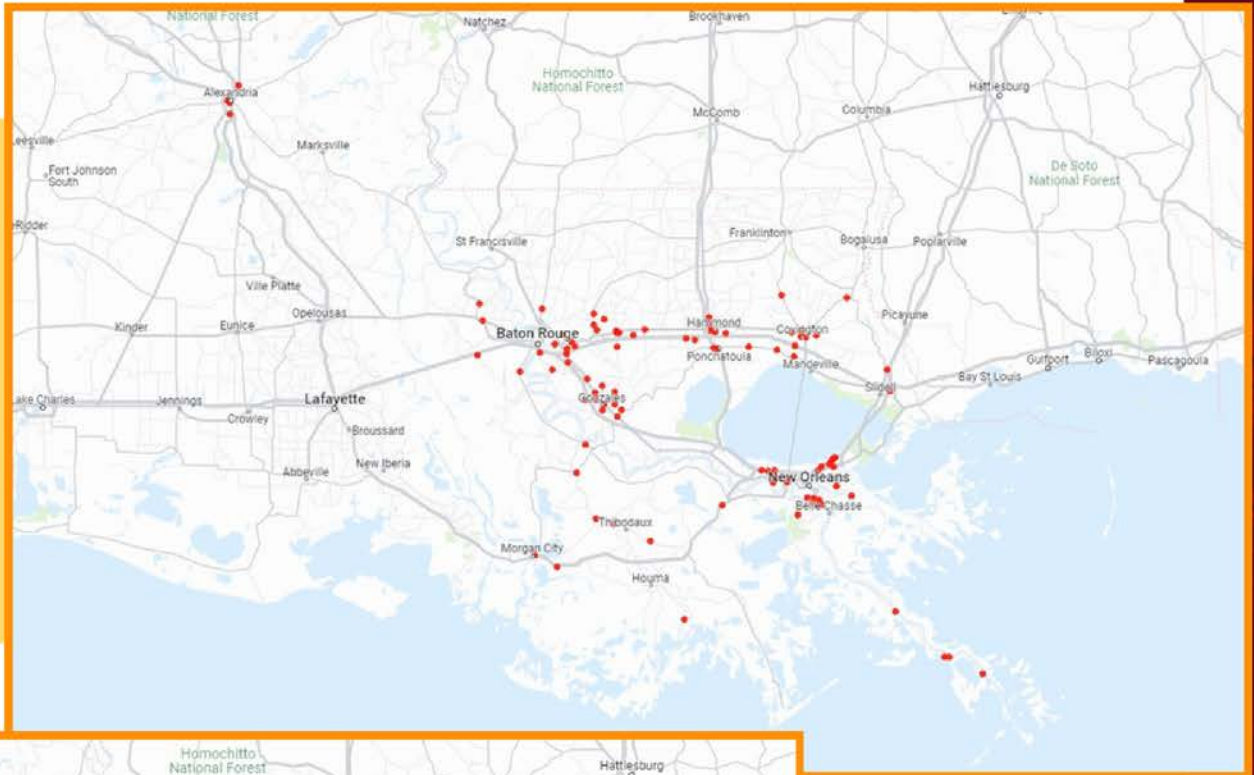 National Forest
Natchez
Brookhaven
Homochitto
National Forest
Hattiesburg
Alexandria
McComb
Columbia
Leesville
Marksville
Fort Johnson
South
De Soto
National Forest
Franklinton
Bogalusa
Poplarville
St Francisville
Ville Platte
Opelousas
Picayune
Kinder
Eunice
Baton Rouge
Hammond
Covington
Ponchatoula
Mandeville
Gulfport
Biloxi
Pascagoula
Bay St Louis
Slidell
Lake Charles
Jennings
Lafayette
Gonzales
Crowley
Broussard
Abbeville
New Iberia
New Orleans
Belle Chasse
Thibodaux
Morgan City
Houma
Homochitto
National Forest
Hattiesburg